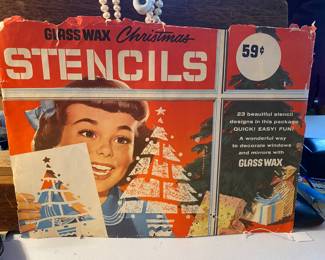 GLASS WAX Christmas
STENCILS
59¢
23 beautiful stencil
designs in this package
QUICK! EASY! FUN!
A wonderful way
to decorate windows
and mirrors with
GLASS WAX